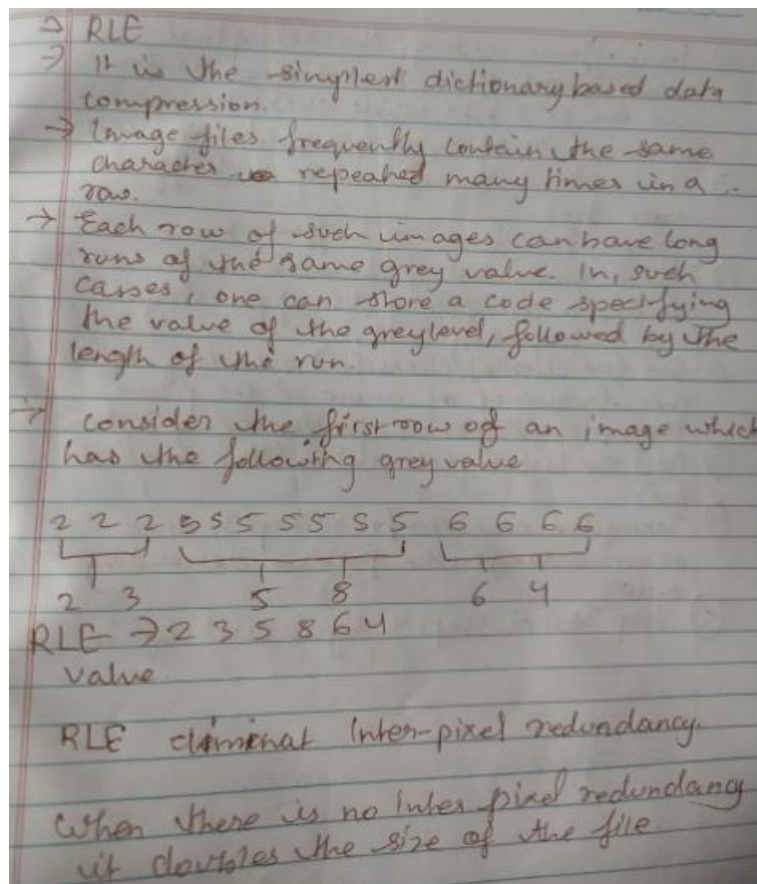 → RLE
→ It is the simplest dictionary based data
compression.
→ Image files frequently contain the same
character repeated many times in a
row.
→ Each row of such images can have long
runs of the same grey value. In, such
cases, one can store a code specifying
the value of the greylevel, followed by the
length of the run.
→ consider the first row of an image which
has the following grey value
2 2 2 5 5 5 5 5 5 5 6 6 6 6
2 3 5 8 6 4
RLE → 2 3 5 8 6 4
value
RLE eliminat Inter-pixel redundancy.
When there is no Inter pixel redundancy
it doubles the size of the file.